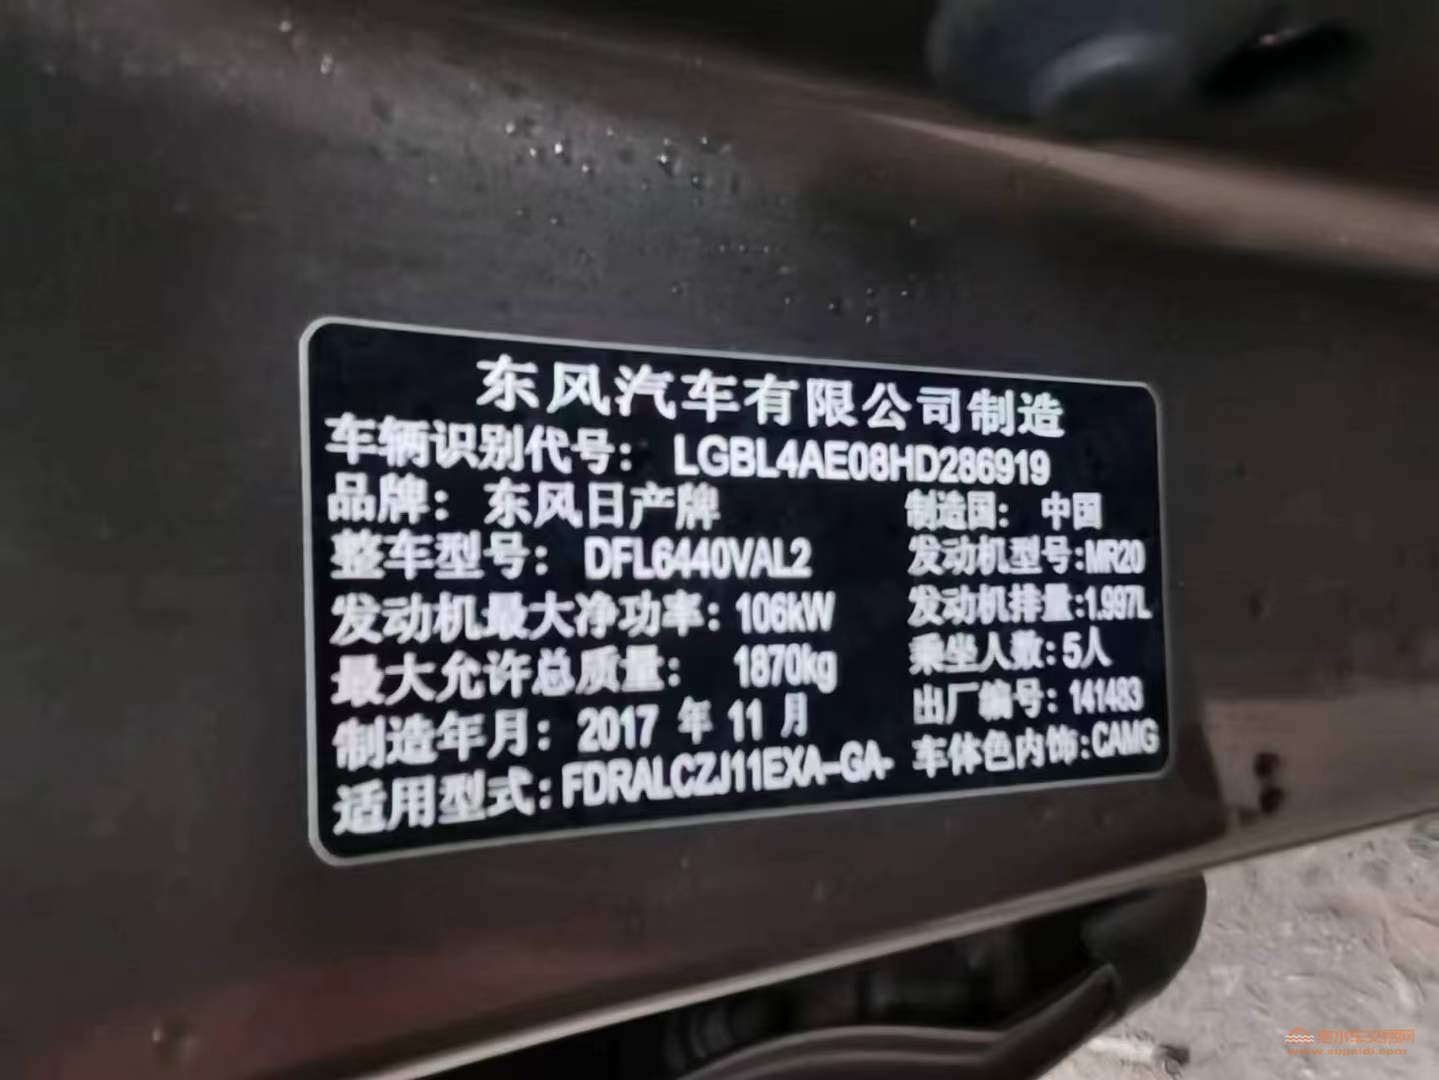 东风汽车有限公司制造
车辆识别代号: LGBL4AE08HD286919
品牌: 东风日产牌 制造国: 中国
整车型号: DFL6440VAL2 发动机型号:MR20
发动机最大净功率: 106kW 发动机排量:1.997L
最大允许总质量: 1870kg 乘坐人数:5人
制造年月: 2017 年 11 月 出厂编号: 141483
适用型式: FDRALCZJ11EXA-GA- 车体色内饰:CAMG
www.supaidi.com